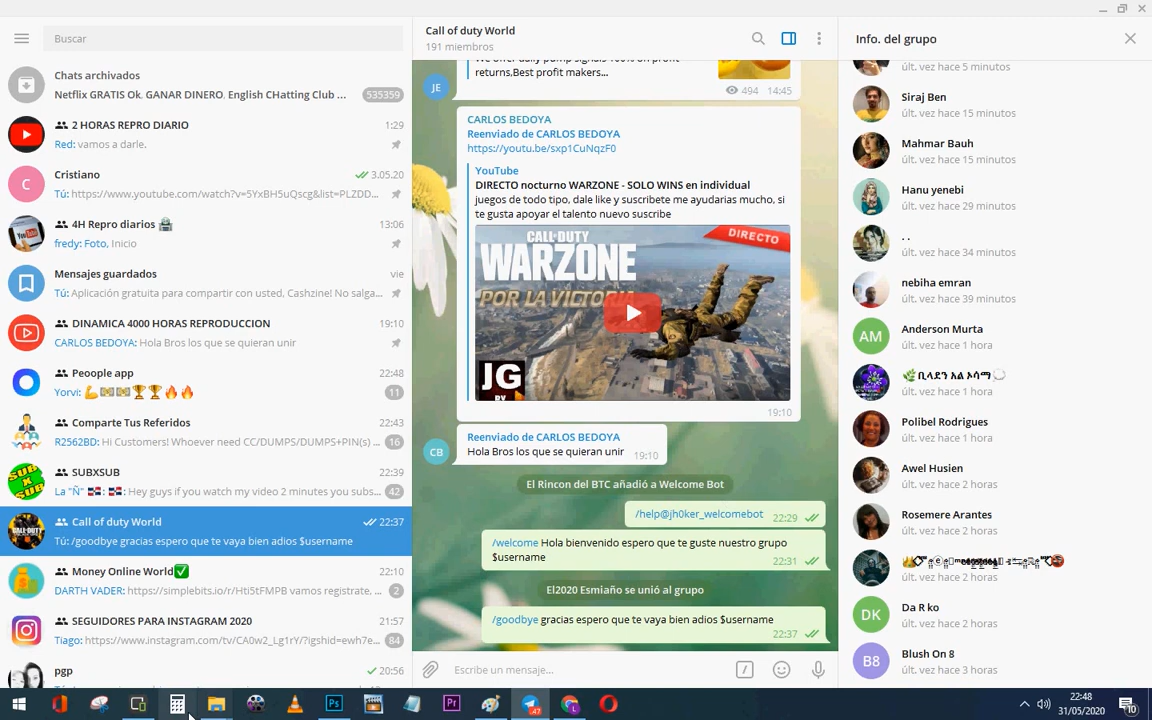 Buscar
Chats archivados
Netflix GRATIS Ok, GANAR DINERO, English CHatting Club ...
535359
2 HORAS REPRO DIARIO
1:29
Red: vamos a darle.
C
Cristiano
3.05.20
Tú: https://www.youtube.com/watch?v=5YxBH5uQscg&list=PLZDD...
4H Repro diarios
13:06
fredy: Foto, Inicio
Mensajes guardados
vie
Tú: Aplicación gratuita para compartir con usted, Cashzine! No salga...
DINAMICA 4000 HORAS REPRODUCCION
19:10
CARLOS BEDOYA: Hola Bros los que se quieran unir
Peoople app
22:48
Yorvi: 💪💵💵🏆🏆🔥🔥
11
Comparte Tus Referidos
22:43
R2562BD: Hi Customers! Whoever need CC/DUMPS/DUMPS+PIN(s) ...
16
SUB X SUB
SUBXSUB
22:39
La "Ñ" 🇩🇴 🇩🇴: Hey guys if you watch my video 2 minutes you subs...
42
Call of duty World
22:37
Tú: /goodbye gracias espero que te vaya bien adios $username
Money Online World✅
22:10
DARTH VADER: https://simplebits.io/r/Hti5tFMPB vamos registrate, ...
2
SEGUIDORES PARA INSTAGRAM 2020
21:57
Tiago: https://www.instagram.com/tv/CA0w2_Lg1rY/?igshid=ewh7e...
84
pgp
20:56
Call of duty World
191 miembros
We offer daily pump signals 100% on profit
returns,Best profit makers...
JE
494 14:45
CARLOS BEDOYA
Reenviado de CARLOS BEDOYA
https://youtu.be/sxp1CuNqzF0
YouTube
DIRECTO nocturno WARZONE - SOLO WINS en individual
juegos de todo tipo, dale like y suscribete me ayudarias mucho, si
te gusta apoyar el talento nuevo suscribe
CALL OF DUTY
WARZONE
POR LA VICTORIA
DIRECTO
JG
BY
19:10
CB
Reenviado de CARLOS BEDOYA
Hola Bros los que se quieran unir
19:10
El Rincon del BTC añadió a Welcome Bot
/help@jh0ker_welcomebot
22:29
/welcome Hola bienvenido espero que te guste nuestro grupo
$username
22:31
El2020 Esmiaño se unió al grupo
/goodbye gracias espero que te vaya bien adios $username
22:37
Escribe un mensaje...
Info. del grupo
últ. vez hace 5 minutos
Siraj Ben
últ. vez hace 15 minutos
Mahmar Bauh
últ. vez hace 15 minutos
Hanu yenebi
últ. vez hace 29 minutos
. .
últ. vez hace 34 minutos
nebiha emran
últ. vez hace 39 minutos
AM
Anderson Murta
últ. vez hace 1 hora
🌿ቢላደን አል ኦሳማ
últ. vez hace 1 hora
Polibel Rodrigues
últ. vez hace 1 hora
Awel Husien
últ. vez hace 2 horas
Rosemere Arantes
últ. vez hace 2 horas
últ. vez hace 2 horas
DK
Da R ko
últ. vez hace 2 horas
B8
Blush On 8
últ. vez hace 3 horas
Ps
Pr
47
22:48
31/05/2020
10